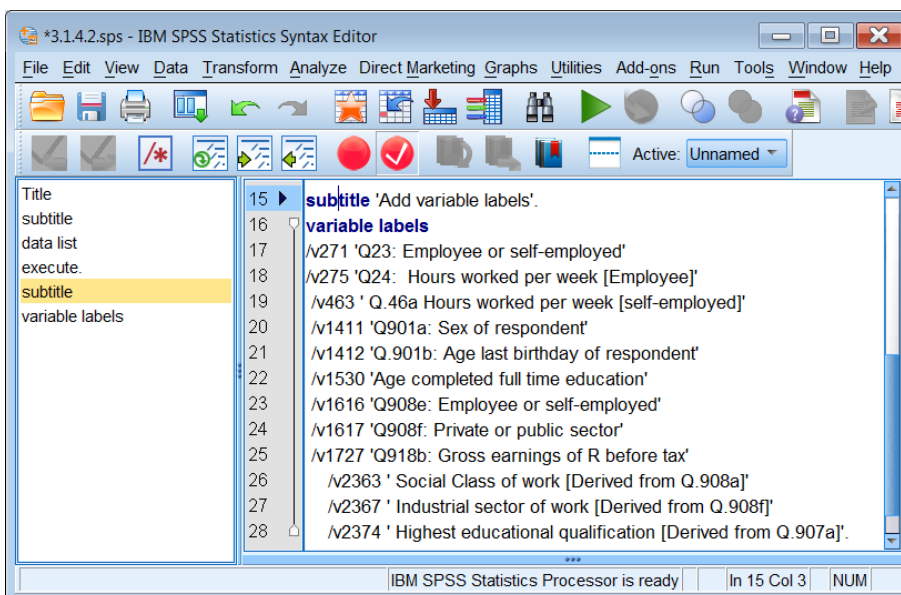 *3.1.4.2.sps - IBM SPSS Statistics Syntax Editor
File Edit View Data Transform Analyze Direct Marketing Graphs Utilities Add-ons Run Tools Window Help
Active: Unnamed
Title
subtitle
data list
execute.
subtitle
variable labels
15 subtitle 'Add variable labels'.
16 variable labels
17 /v271 'Q23: Employee or self-employed'
18 /v275 'Q24:  Hours worked per week [Employee]'
19 /v463 ' Q.46a Hours worked per week [self-employed]'
20 /v1411 'Q901a: Sex of respondent'
21 /v1412 'Q.901b: Age last birthday of respondent'
22 /v1530 'Age completed full time education'
23 /v1616 'Q908e: Employee or self-employed'
24 /v1617 'Q908f: Private or public sector'
25 /v1727 'Q918b: Gross earnings of R before tax'
26 /v2363 ' Social Class of work [Derived from Q.908a]'
27 /v2367 ' Industrial sector of work [Derived from Q.908f]'
28 /v2374 ' Highest educational qualification [Derived from Q.907a]'.
IBM SPSS Statistics Processor is ready In 15 Col 3 NUM